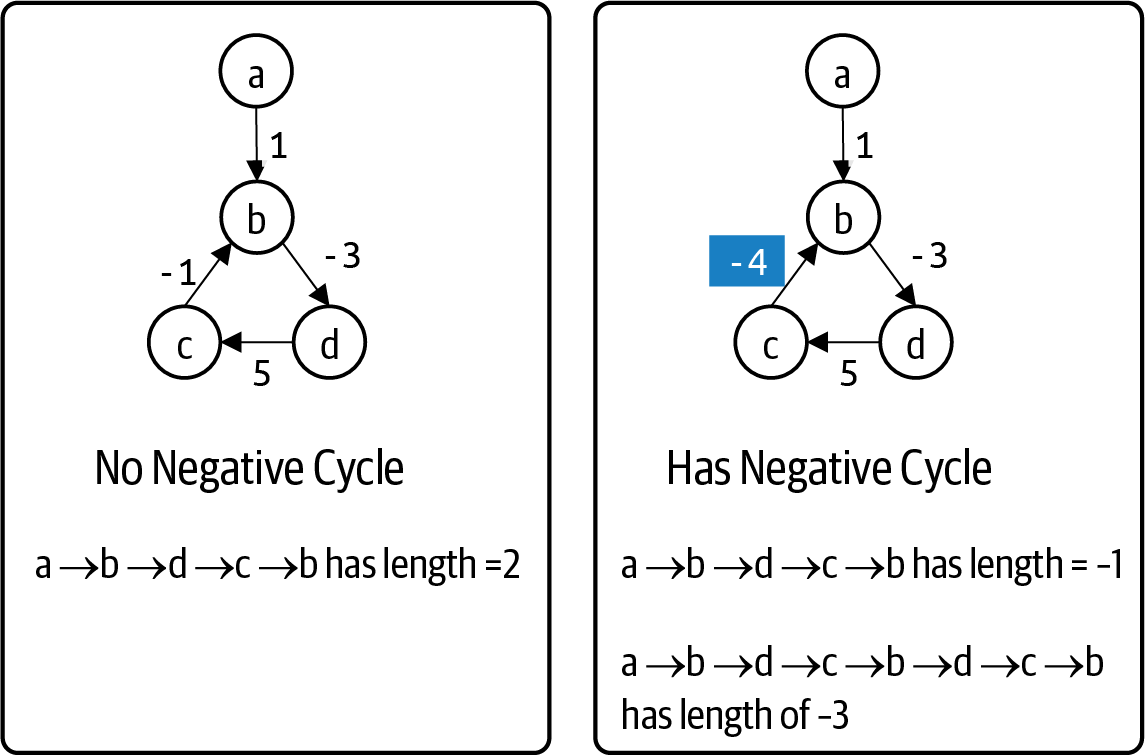 a
1
b
-1
-3
c
d
5
No Negative Cycle
a →b →d →c →b has length =2
a
1
b
-4
-3
c
d
5
Has Negative Cycle
a →b →d →c →b has length = –1
a →b →d →c →b →d →c →b
has length of –3